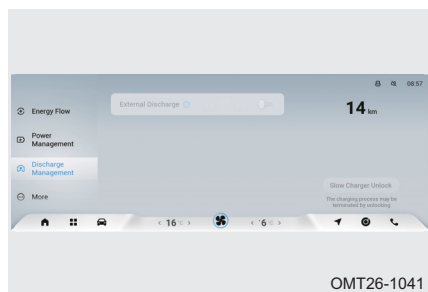 08:57
Energy Flow
External Discharge
14 km
Power
Management
Discharge
Management
Slow Charger Unlock
More
The charging process may be
terminated by unlocking
16 °C
6 °C
OMT26-1041